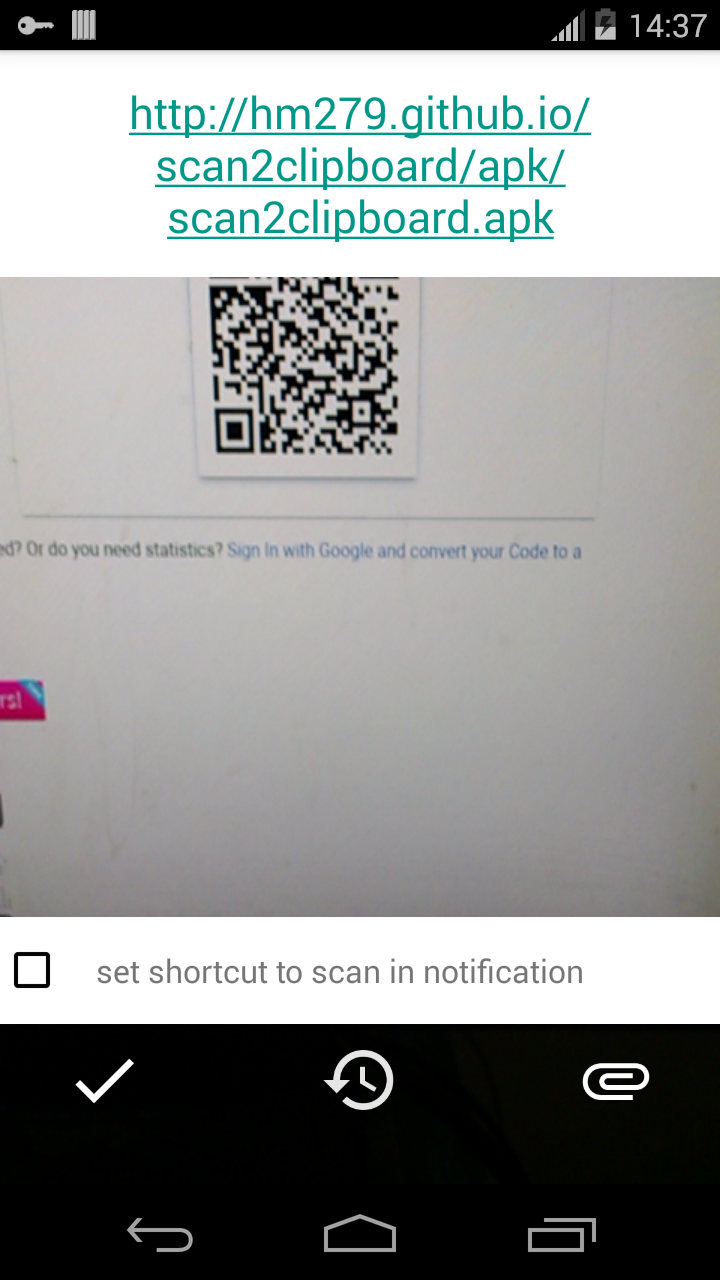 14:37
http://hm279.github.io/
scan2clipboard/apk/
scan2clipboard.apk
ed? Or do you need statistics? Sign In with Google and convert your Code to a
rs!
set shortcut to scan in notification